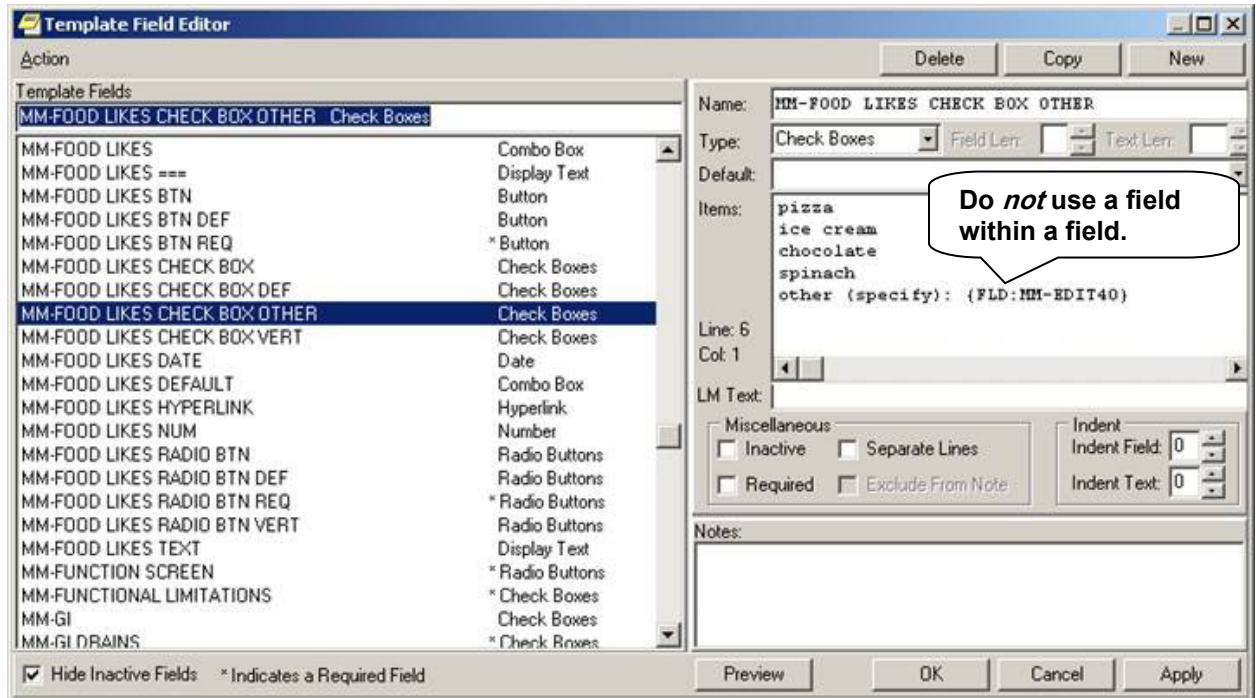 Template Field Editor
Action
Delete Copy New
Template Fields
MM-FOOD LIKES CHECK BOX OTHER Check Boxes
MM-FOOD LIKES Combo Box
MM-FOOD LIKES === Display Text
MM-FOOD LIKES BTN Button
MM-FOOD LIKES BTN DEF Button
MM-FOOD LIKES BTN REQ * Button
MM-FOOD LIKES CHECK BOX Check Boxes
MM-FOOD LIKES CHECK BOX DEF Check Boxes
MM-FOOD LIKES CHECK BOX OTHER Check Boxes
MM-FOOD LIKES CHECK BOX VERT Check Boxes
MM-FOOD LIKES DATE Date
MM-FOOD LIKES DEFAULT Combo Box
MM-FOOD LIKES HYPERLINK Hyperlink
MM-FOOD LIKES NUM Number
MM-FOOD LIKES RADIO BTN Radio Buttons
MM-FOOD LIKES RADIO BTN DEF Radio Buttons
MM-FOOD LIKES RADIO BTN REQ * Radio Buttons
MM-FOOD LIKES RADIO BTN VERT Radio Buttons
MM-FOOD LIKES TEXT Display Text
MM-FUNCTION SCREEN * Radio Buttons
MM-FUNCTIONAL LIMITATIONS * Check Boxes
MM-GI Check Boxes
MM-GI DRAINS * Check Boxes
Name: MM-FOOD LIKES CHECK BOX OTHER
Type: Check Boxes Field Len: Text Len:
Default:
Items:
pizza
ice cream
chocolate
spinach
other (specify): {FLD:MM-EDIT40}
Do not use a field
within a field.
Line: 6
Col: 1
LM Text:
Miscellaneous
Inactive Separate Lines
Required Exclude From Note
Indent
Indent Field: 0
Indent Text: 0
Notes:
Hide Inactive Fields * Indicates a Required Field
Preview OK Cancel Apply